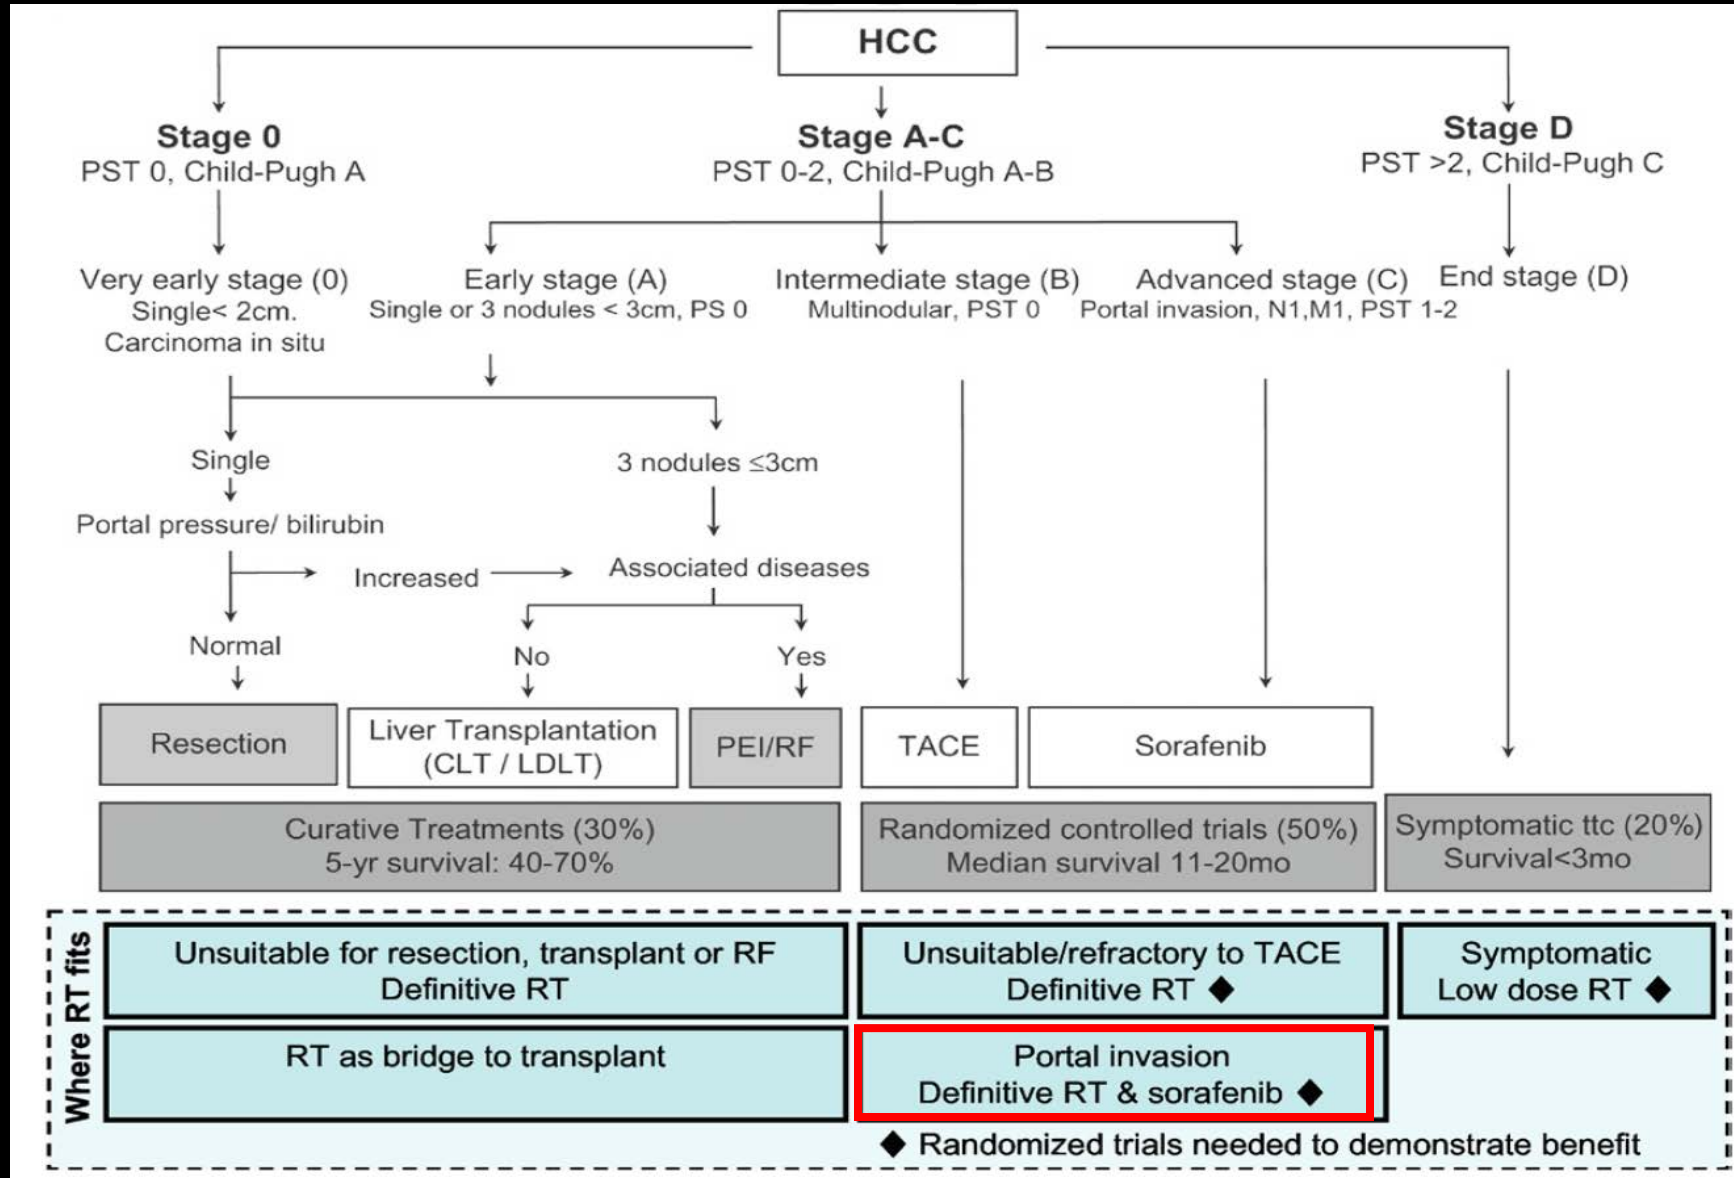 HCC
Stage 0
PST 0, Child-Pugh A
Stage A-C
PST 0-2, Child-Pugh A-B
Stage D
PST >2, Child-Pugh C
Very early stage (0)
Single< 2cm.
Carcinoma in situ
Early stage (A)
Single or 3 nodules < 3cm, PS 0
Intermediate stage (B)
Multinodular, PST 0
Advanced stage (C)
Portal invasion, N1,M1, PST 1-2
End stage (D)
Single
3 nodules ≤3cm
Portal pressure/ bilirubin
Increased
Associated diseases
Normal
No
Yes
Resection
Liver Transplantation
(CLT / LDLT)
PEI/RF
TACE
Sorafenib
Curative Treatments (30%)
5-yr survival: 40-70%
Randomized controlled trials (50%)
Median survival 11-20mo
Symptomatic ttc (20%)
Survival<3mo
Where RT fits
Unsuitable for resection, transplant or RF
Definitive RT
Unsuitable/refractory to TACE
Definitive RT ◆
Symptomatic
Low dose RT ◆
RT as bridge to transplant
Portal invasion
Definitive RT & sorafenib ◆
◆ Randomized trials needed to demonstrate benefit